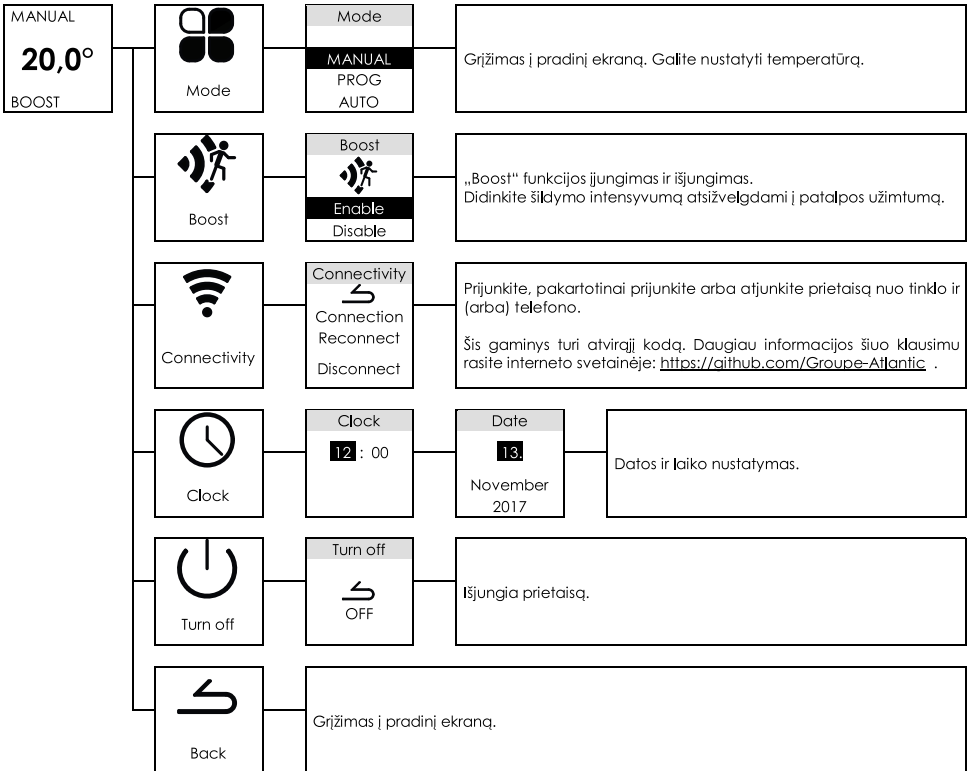 MANUAL
20,0°
BOOST
Mode
Mode
MANUAL
PROG
AUTO
Grįžimas į pradinį ekraną. Galite nustatyti temperatūrą.
Boost
Boost
Enable
Disable
„Boost“ funkcijos įjungimas ir išjungimas.
Didinkite šildymo intensyvumą atsižvelgdami į patalpos užimtumą.
Connectivity
Connectivity
Connection
Reconnect
Disconnect
Prijunkite, pakartotinai prijunkite arba atjunkite prietaisą nuo tinklo ir
(arba) telefono.
Šis gaminys turi atvirąjį kodą. Daugiau informacijos šiuo klausimu
rasite interneto svetainėje: https://github.com/Groupe-Atlantic .
Clock
Clock
12 : 00
Date
13.
November
2017
Datos ir laiko nustatymas.
Turn off
Turn off
OFF
Išjungia prietaisą.
Back
Grįžimas į pradinį ekraną.